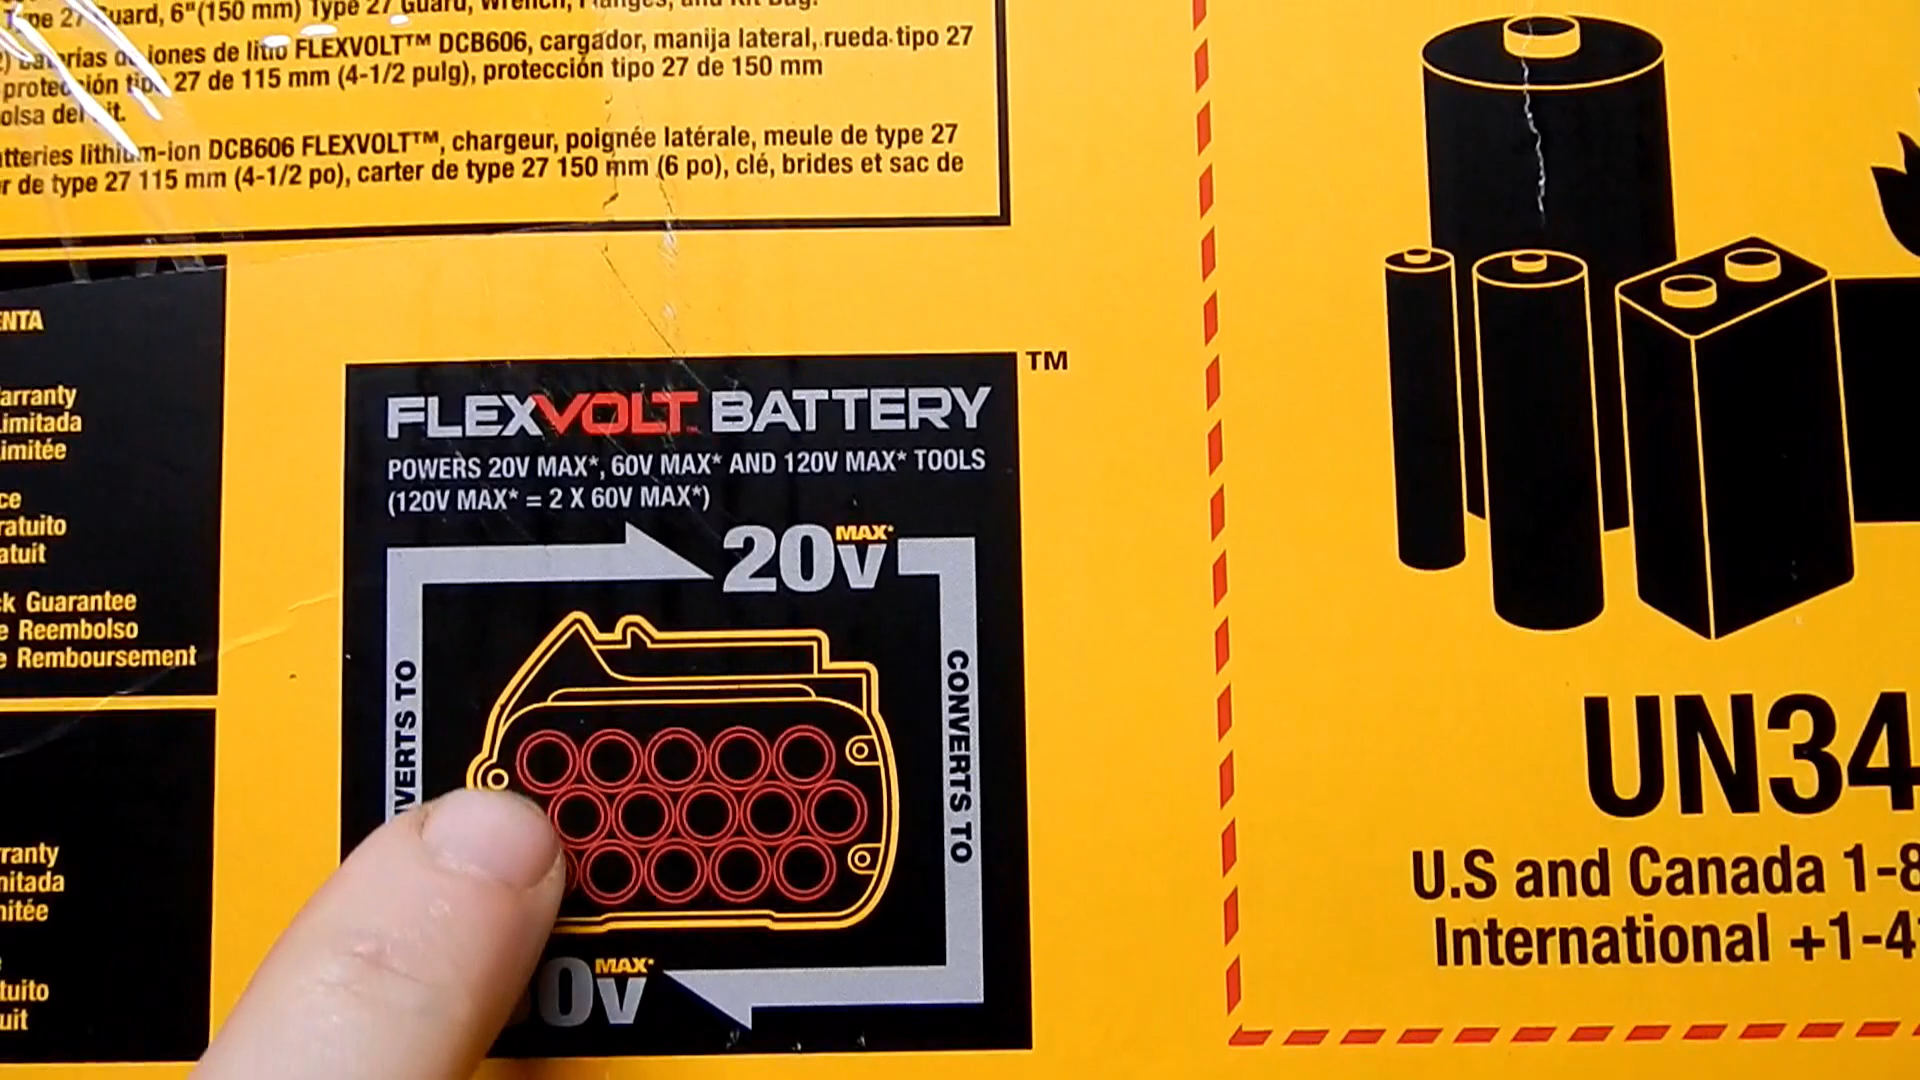 Guard, 6"(150 mm) Type 27 Guard, Wrench, Flanges, and Kit Bag.
iones de litio FLEXVOLT™ DCB606, cargador, manija lateral, rueda tipo 27
27 de 115 mm (4-1/2 pulg), protección tipo 27 de 150 mm
olsa del kit.
tteries lithium-ion DCB606 FLEXVOLT™, chargeur, poignée latérale, meule de type 27
r de type 27 115 mm (4-1/2 po), carter de type 27 150 mm (6 po), clé, brides et sac de
ENTA
arranty
imitada
imitée
ce
ratuito
atuit
k Guarantee
e Reembolso
e Remboursement
ranty
nitada
nitée
e
tuito
uit
FLEXVOLT™ BATTERY
TM
POWERS 20V MAX*, 60V MAX* AND 120V MAX* TOOLS
(120V MAX* = 2 X 60V MAX*)
20V MAX*
VERTS TO
CONVERTS TO
0V MAX*
UN34
U.S and Canada 1-8
International +1-4